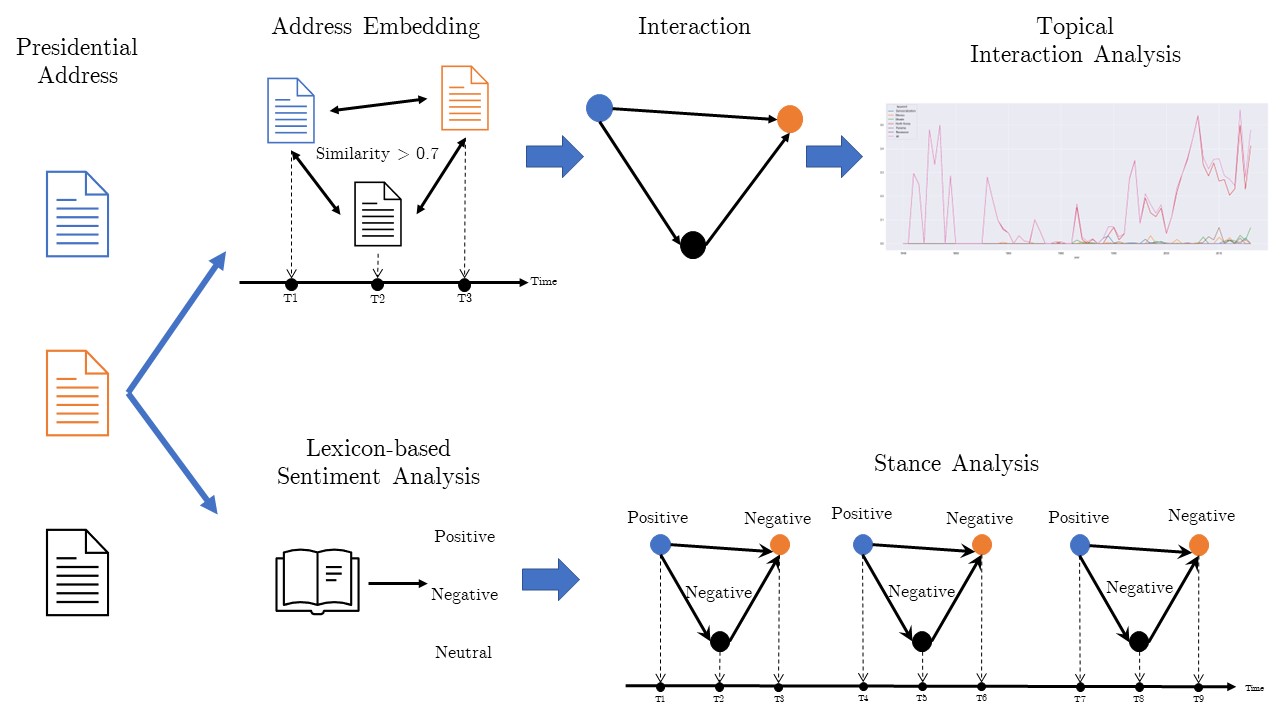 Presidential
Address
Address Embedding
Interaction
Topical
Interaction Analysis
Similarity > 0.7
Time
T1
T2
T3
Lexicon-based
Sentiment Analysis
Positive
Negative
Neutral
Stance Analysis
Positive
Negative
Negative
Positive
Negative
Negative
Positive
Negative
Negative
T1
T2
T3
T4
T5
T6
T7
T8
T9
Time